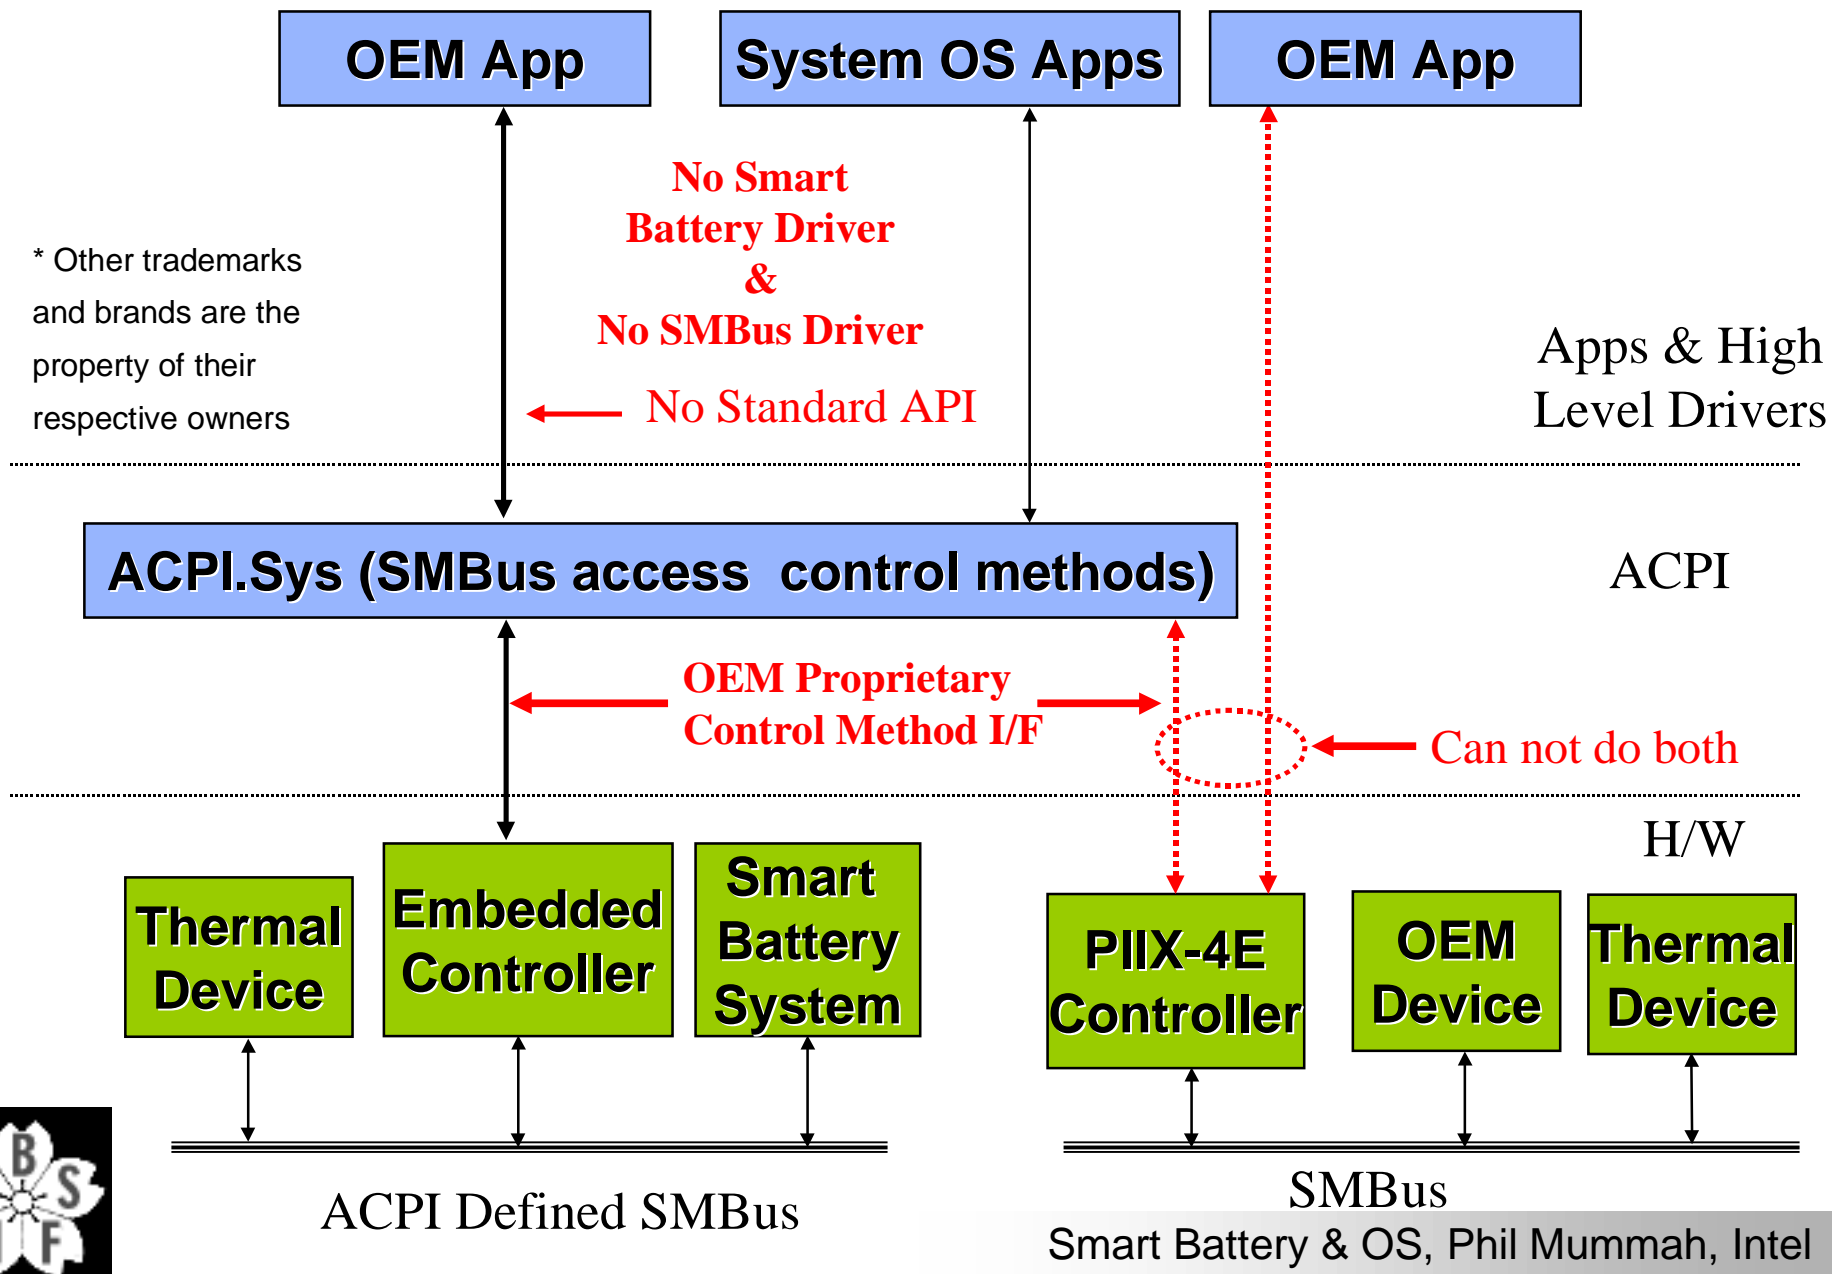 OEM App
System OS Apps
OEM App
No Smart
Battery Driver
&
No SMBus Driver
* Other trademarks
and brands are the
property of their
respective owners
No Standard API
Apps & High
Level Drivers
ACPI.Sys (SMBus access  control methods)
ACPI
OEM Proprietary
Control Method I/F
Can not do both
H/W
Thermal
Device
Embedded
Controller
Smart
Battery
System
PIIX-4E
Controller
OEM
Device
Thermal
Device
ACPI Defined SMBus
SMBus
B
S
F
Smart Battery & OS, Phil Mummah, Intel